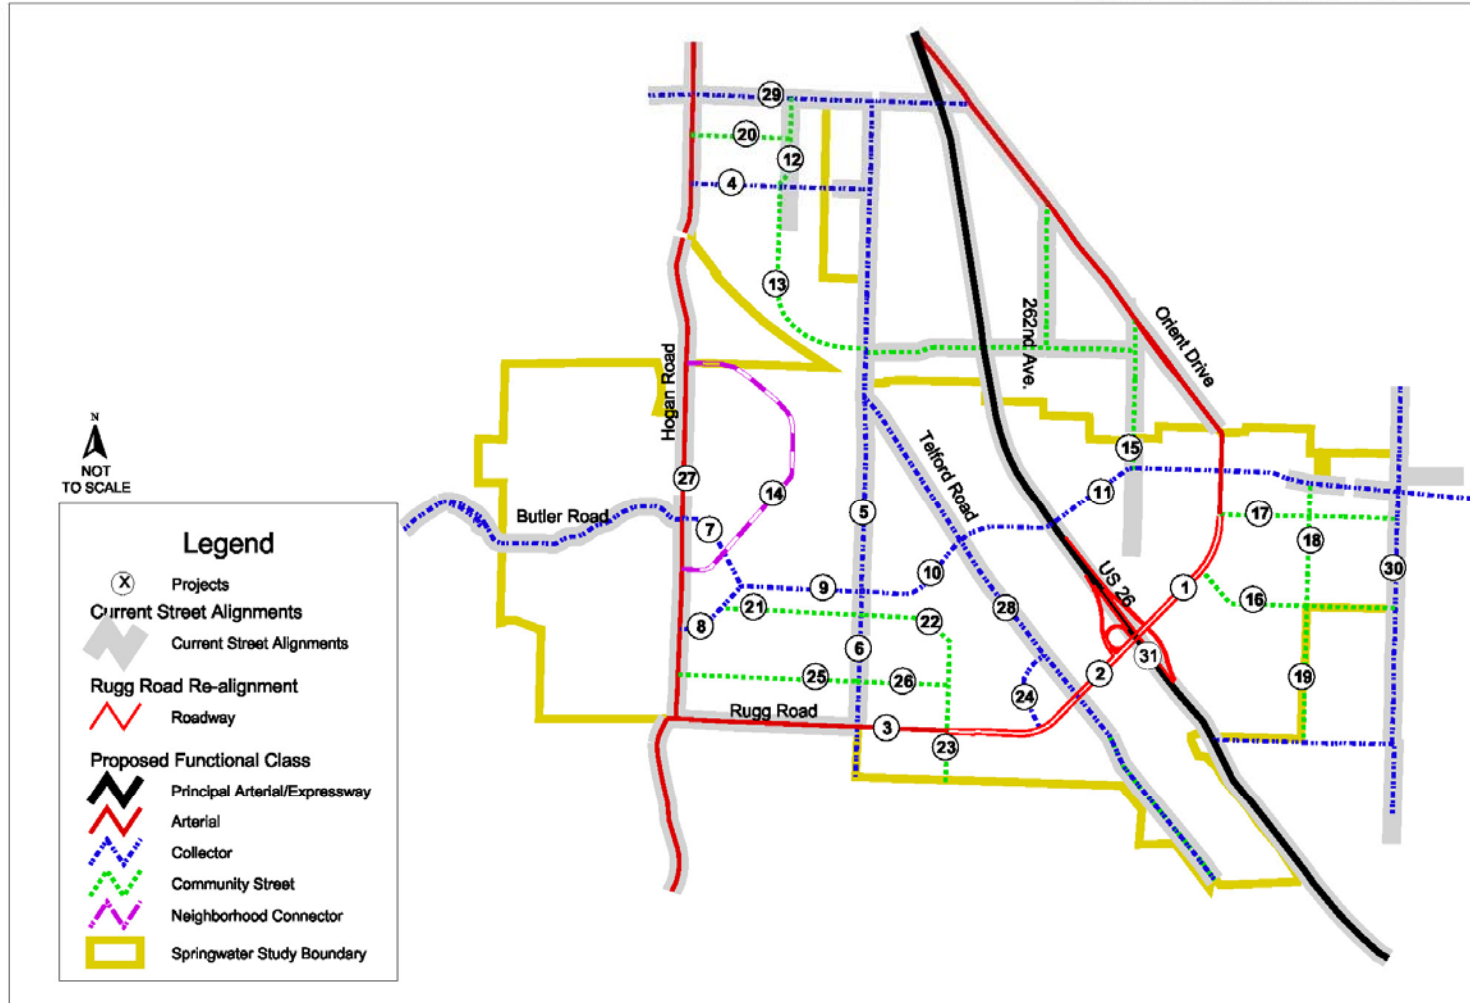 29
20
12
4
13
262nd Ave.
Orient Drive
Hogan Road
N
NOT
TO SCALE
Telford Road
15
27
14
11
5
Butler Road
7
17
18
30
US 26
10
9
1
16
28
21
22
8
6
31
2
25
26
24
19
Rugg Road
3
23
Legend
X Projects
Current Street Alignments
Current Street Alignments
Rugg Road Re-alignment
Roadway
Proposed Functional Class
Principal Arterial/Expressway
Arterial
Collector
Community Street
Neighborhood Connector
Springwater Study Boundary